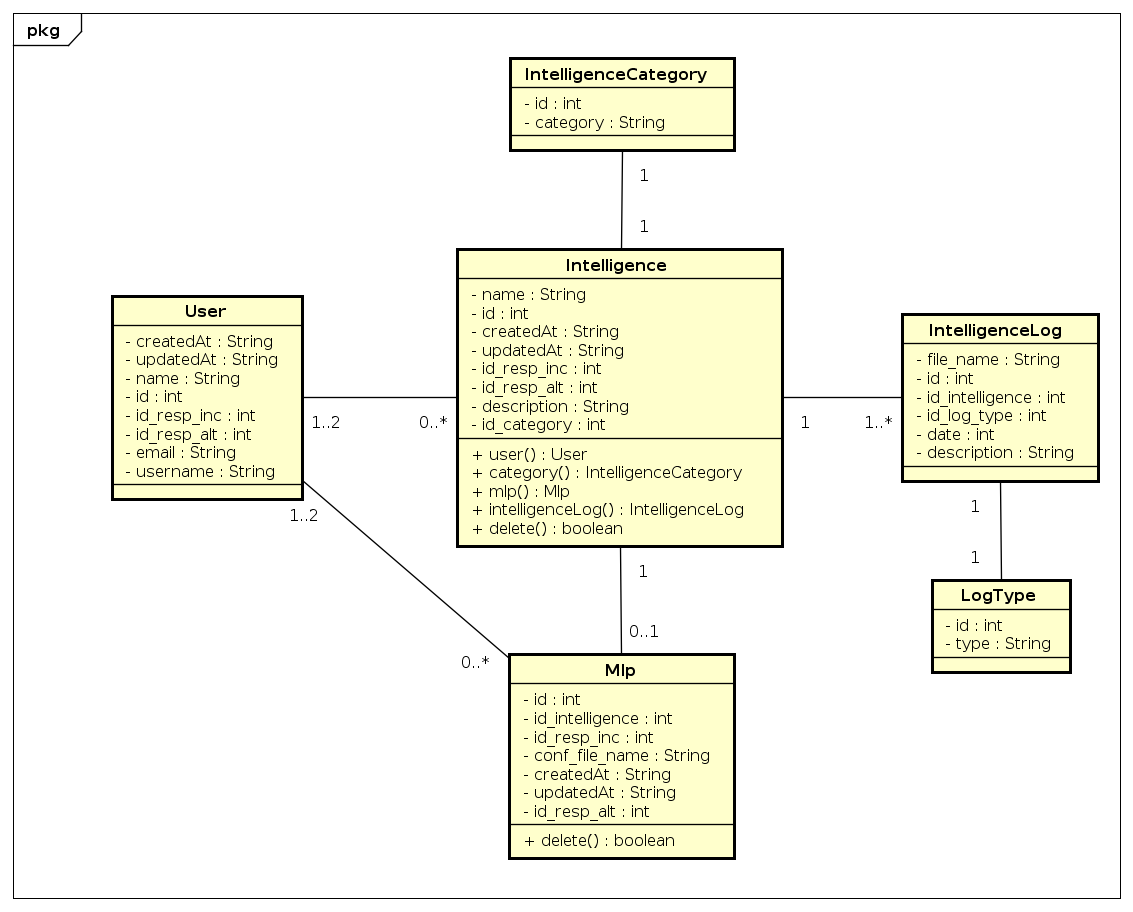 pkg
IntelligenceCategory
- id : int
- category : String
1
1
Intelligence
- name : String
- id : int
- createdAt : String
- updatedAt : String
- id_resp_inc : int
- id_resp_alt : int
- description : String
- id_category : int
+ user() : User
+ category() : IntelligenceCategory
+ mlp() : Mlp
+ intelligenceLog() : IntelligenceLog
+ delete() : boolean
User
- createdAt : String
- updatedAt : String
- name : String
- id : int
- id_resp_inc : int
- id_resp_alt : int
- email : String
- username : String
1..2
0..*
1
1..*
IntelligenceLog
- file_name : String
- id : int
- id_intelligence : int
- id_log_type : int
- date : int
- description : String
1
1
LogType
- id : int
- type : String
1..2
0..*
1
0..1
Mlp
- id : int
- id_intelligence : int
- id_resp_inc : int
- conf_file_name : String
- createdAt : String
- updatedAt : String
- id_resp_alt : int
+ delete() : boolean